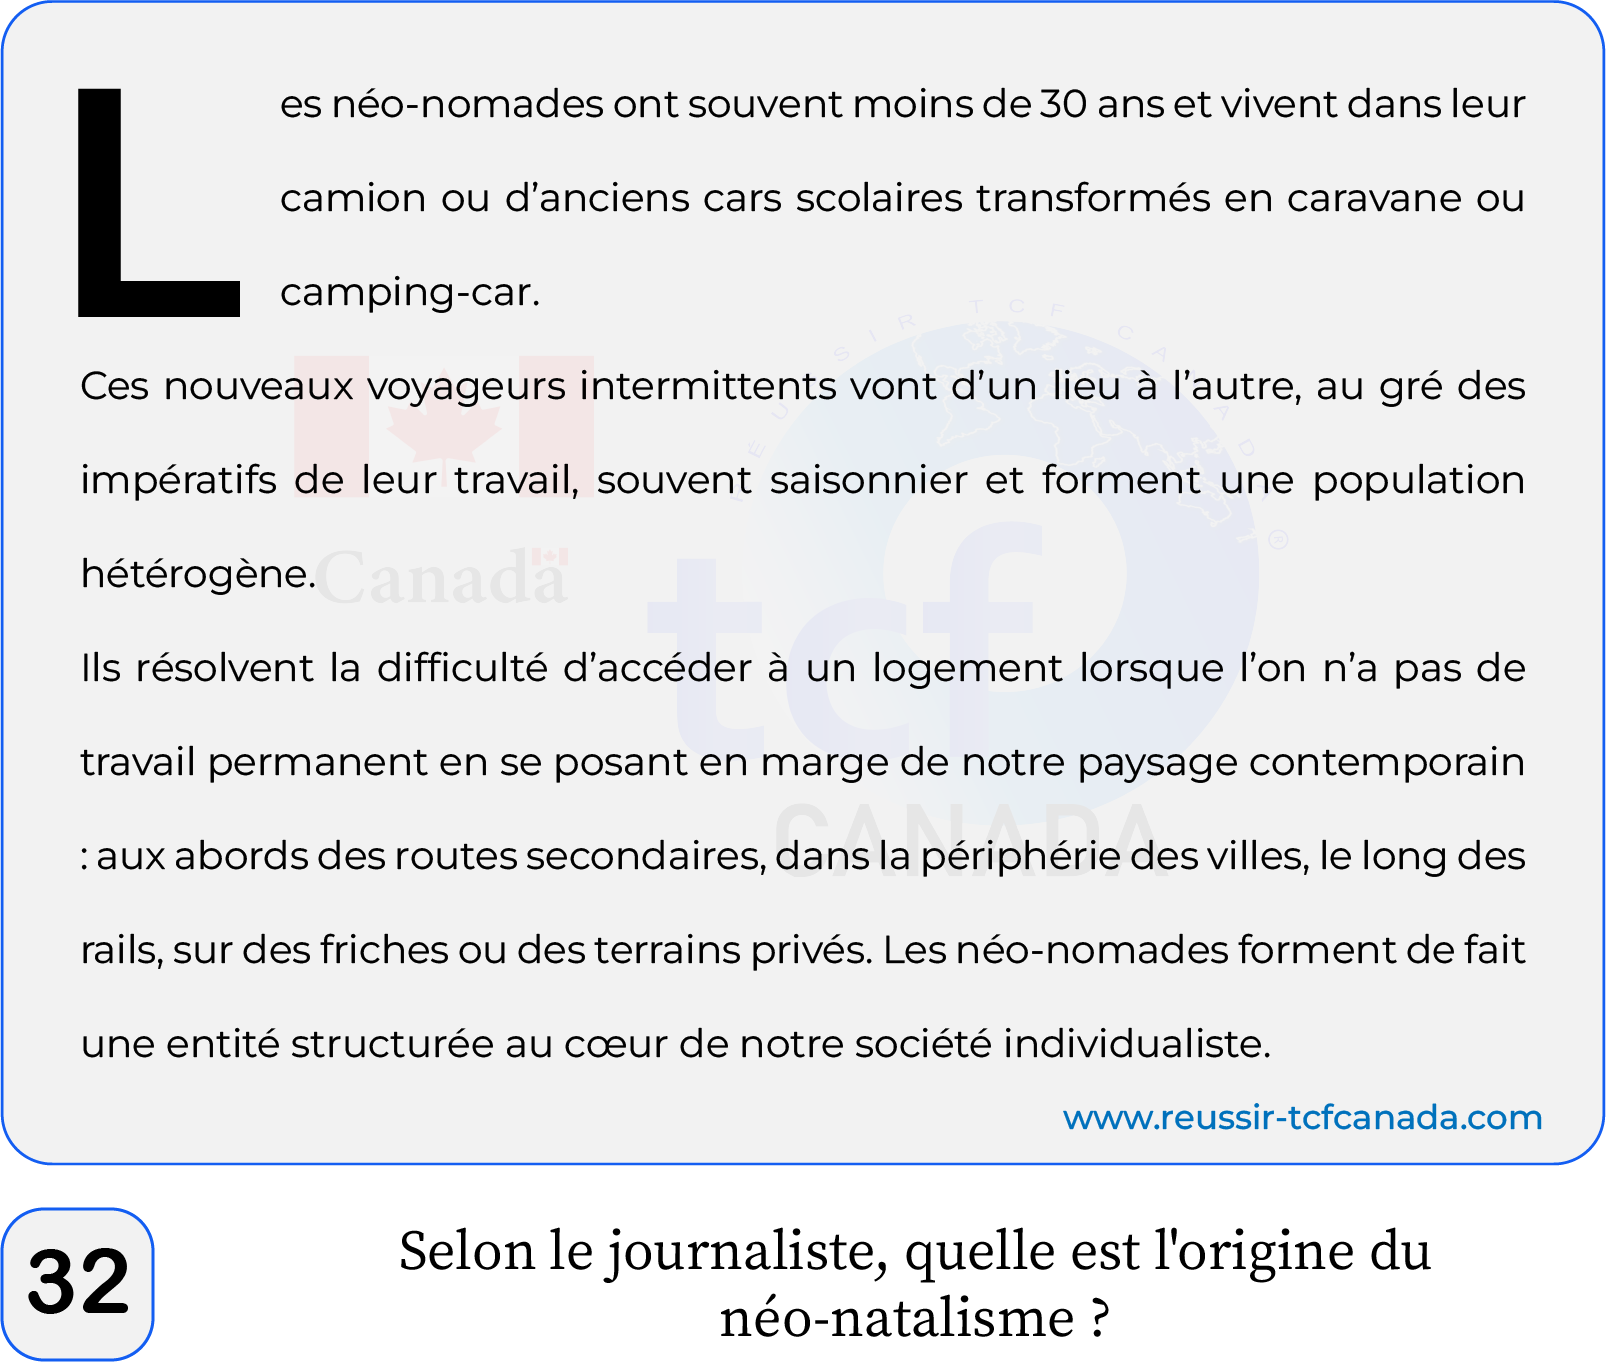 Les néo-nomades ont souvent moins de 30 ans et vivent dans leur
camion ou d’anciens cars scolaires transformés en caravane ou
camping-car.
Ces nouveaux voyageurs intermittents vont d’un lieu à l’autre, au gré des
impératifs de leur travail, souvent saisonnier et forment une population
hétérogène.
Ils résolvent la difficulté d’accéder à un logement lorsque l’on n’a pas de
travail permanent en se posant en marge de notre paysage contemporain
: aux abords des routes secondaires, dans la périphérie des villes, le long des
rails, sur des friches ou des terrains privés. Les néo-nomades forment de fait
une entité structurée au cœur de notre société individualiste.
RÉUSSIR TCF CANADA ®
Canada
tcf
CANADA
www.reussir-tcfcanada.com
32
Selon le journaliste, quelle est l'origine du
néo-natalisme ?